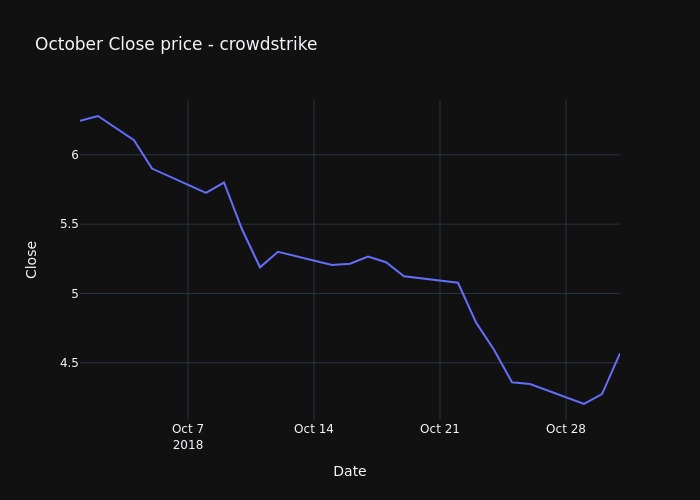 October Close price - crowdstrike
6
5.5
5
4.5
Close
Oct 7
2018
Oct 14
Oct 21
Oct 28
Date